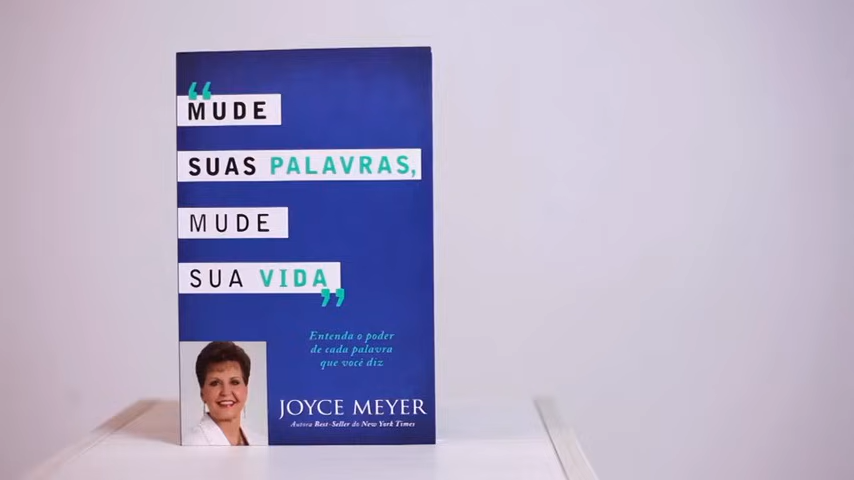 “MUDE
SUAS PALAVRAS,
MUDE
SUA VIDA”
Entenda o poder
de cada palavra
que você diz
JOYCE MEYER
Autora Best-Seller do New York Times